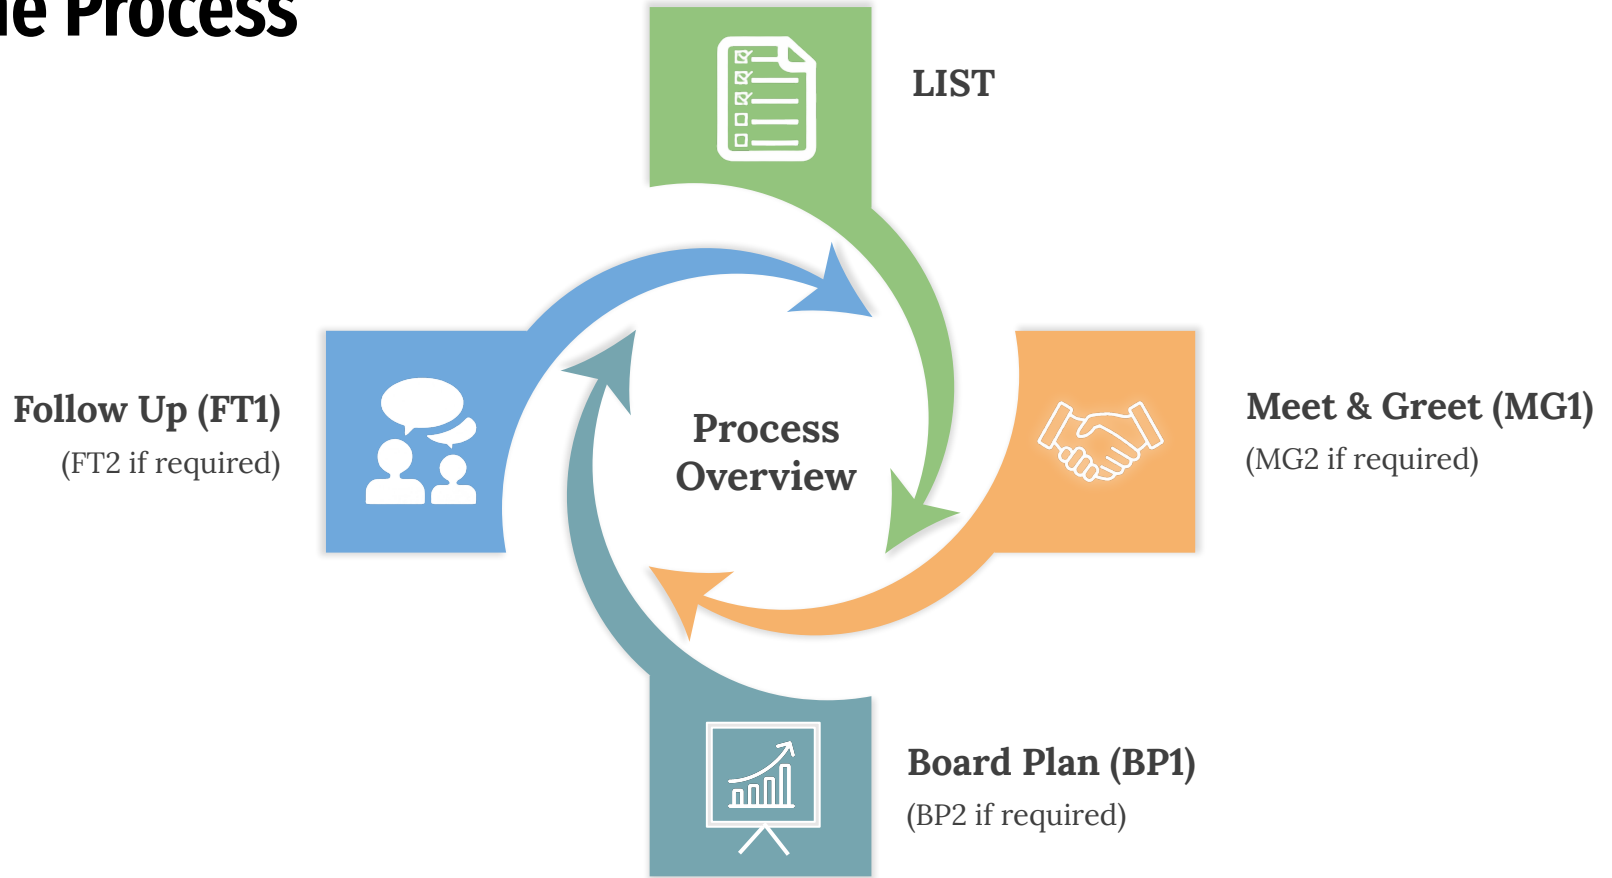 Process
LIST
Follow Up (FT1)
(FT2 if required)
Process
Overview
Meet & Greet (MG1)
(MG2 if required)
Board Plan (BP1)
(BP2 if required)